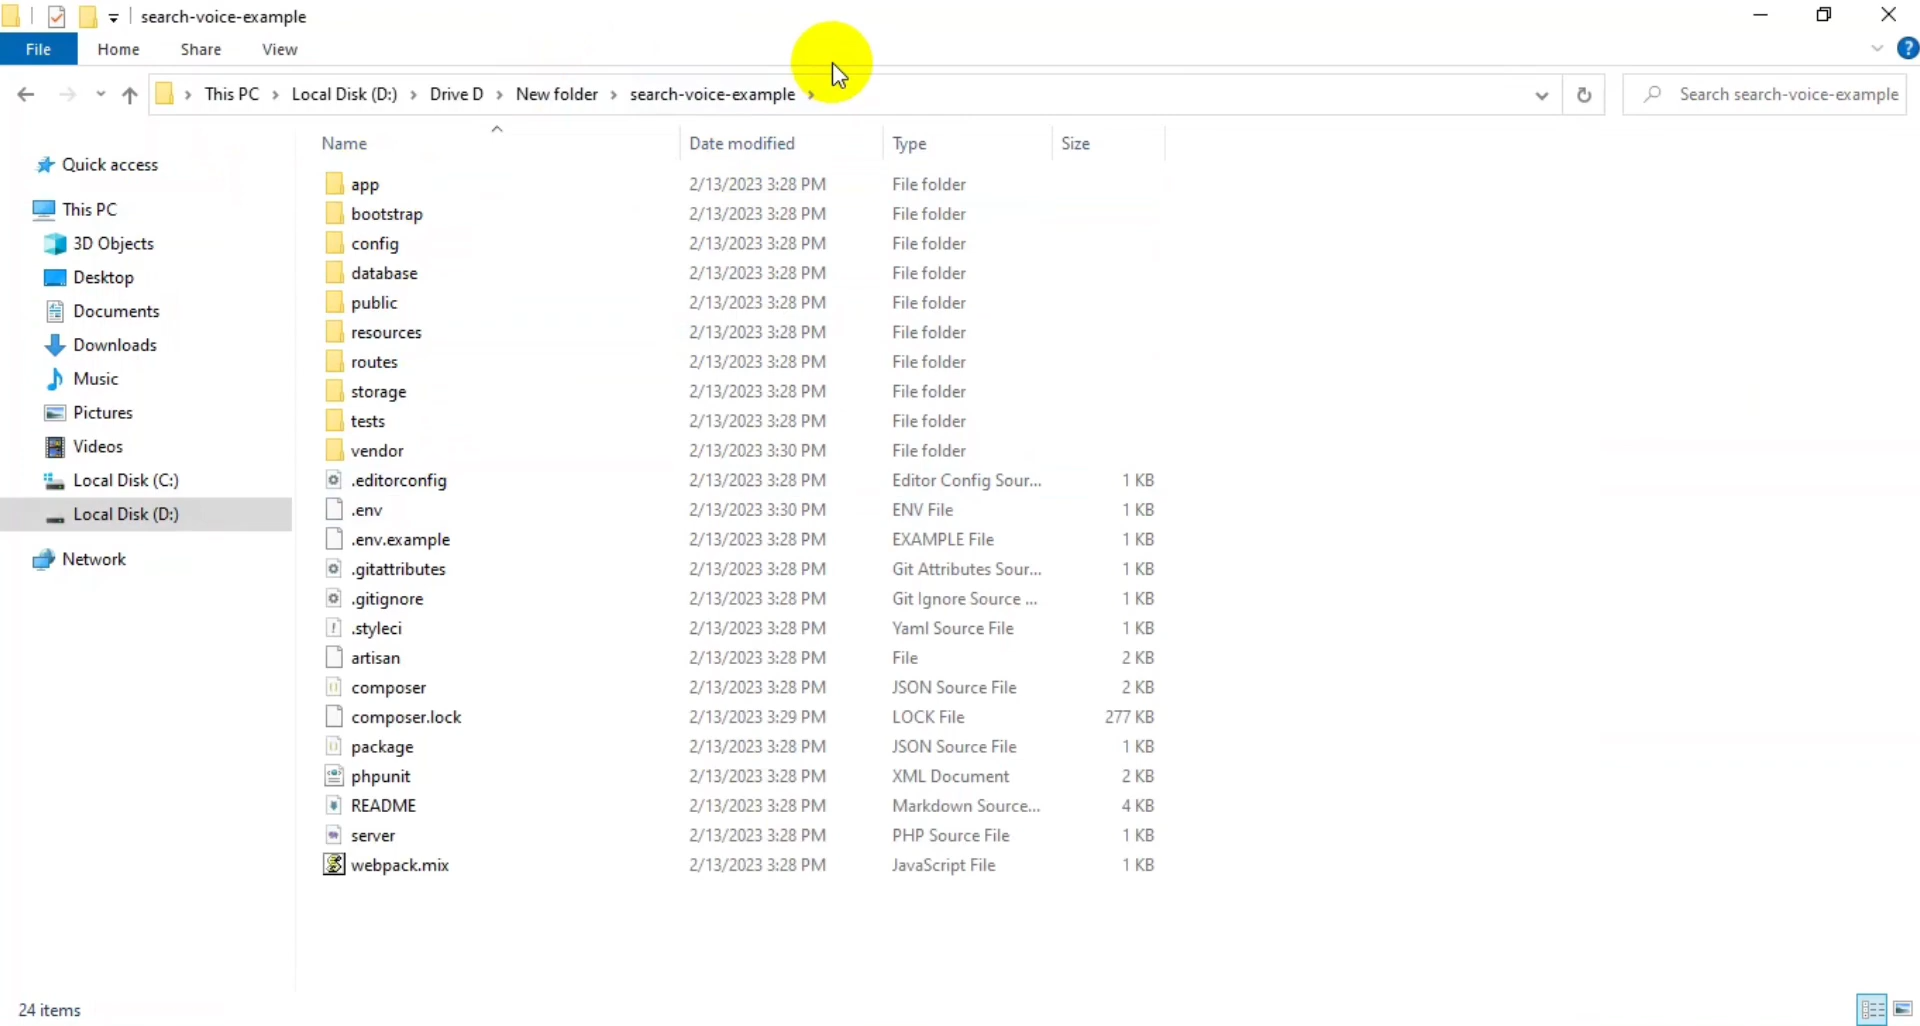 search-voice-example
File Home Share View
This PC Local Disk (D:) Drive D New folder search-voice-example Search search-voice-example
Name Date modified Type Size
Quick access
This PC
3D Objects
Desktop
Documents
Downloads
Music
Pictures
Videos
Local Disk (C:)
Local Disk (D:)
Network
app 2/13/2023 3:28 PM File folder
bootstrap 2/13/2023 3:28 PM File folder
config 2/13/2023 3:28 PM File folder
database 2/13/2023 3:28 PM File folder
public 2/13/2023 3:28 PM File folder
resources 2/13/2023 3:28 PM File folder
routes 2/13/2023 3:28 PM File folder
storage 2/13/2023 3:28 PM File folder
tests 2/13/2023 3:28 PM File folder
vendor 2/13/2023 3:30 PM File folder
.editorconfig 2/13/2023 3:28 PM Editor Config Sour... 1 KB
.env 2/13/2023 3:30 PM ENV File 1 KB
.env.example 2/13/2023 3:28 PM EXAMPLE File 1 KB
.gitattributes 2/13/2023 3:28 PM Git Attributes Sour... 1 KB
.gitignore 2/13/2023 3:28 PM Git Ignore Source ... 1 KB
.styleci 2/13/2023 3:28 PM Yaml Source File 1 KB
artisan 2/13/2023 3:28 PM File 2 KB
composer 2/13/2023 3:28 PM JSON Source File 2 KB
composer.lock 2/13/2023 3:29 PM LOCK File 277 KB
package 2/13/2023 3:28 PM JSON Source File 1 KB
phpunit 2/13/2023 3:28 PM XML Document 2 KB
README 2/13/2023 3:28 PM Markdown Source... 4 KB
server 2/13/2023 3:28 PM PHP Source File 1 KB
webpack.mix 2/13/2023 3:28 PM JavaScript File 1 KB
24 items